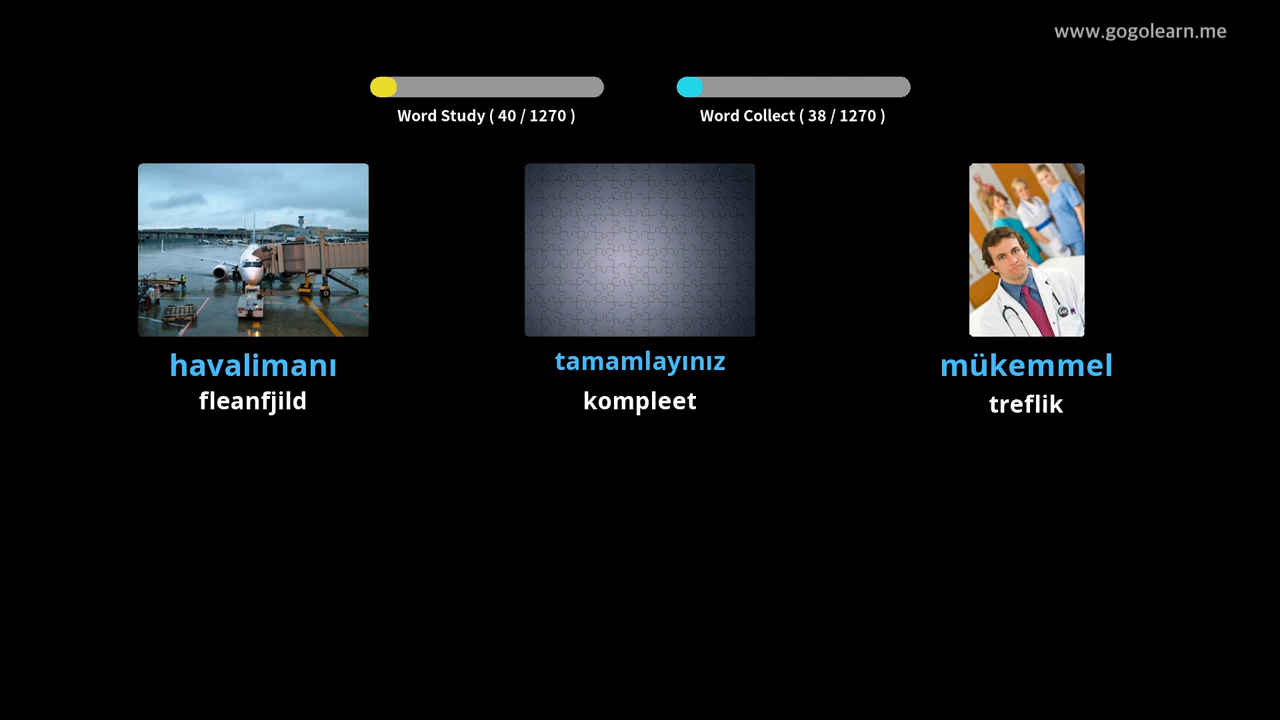 www.gogolearn.me
Word Study ( 40 / 1270 )
Word Collect ( 38 / 1270 )
havalimanı
fleanfjild
tamamlayınız
kompleet
mükemmel
treflik